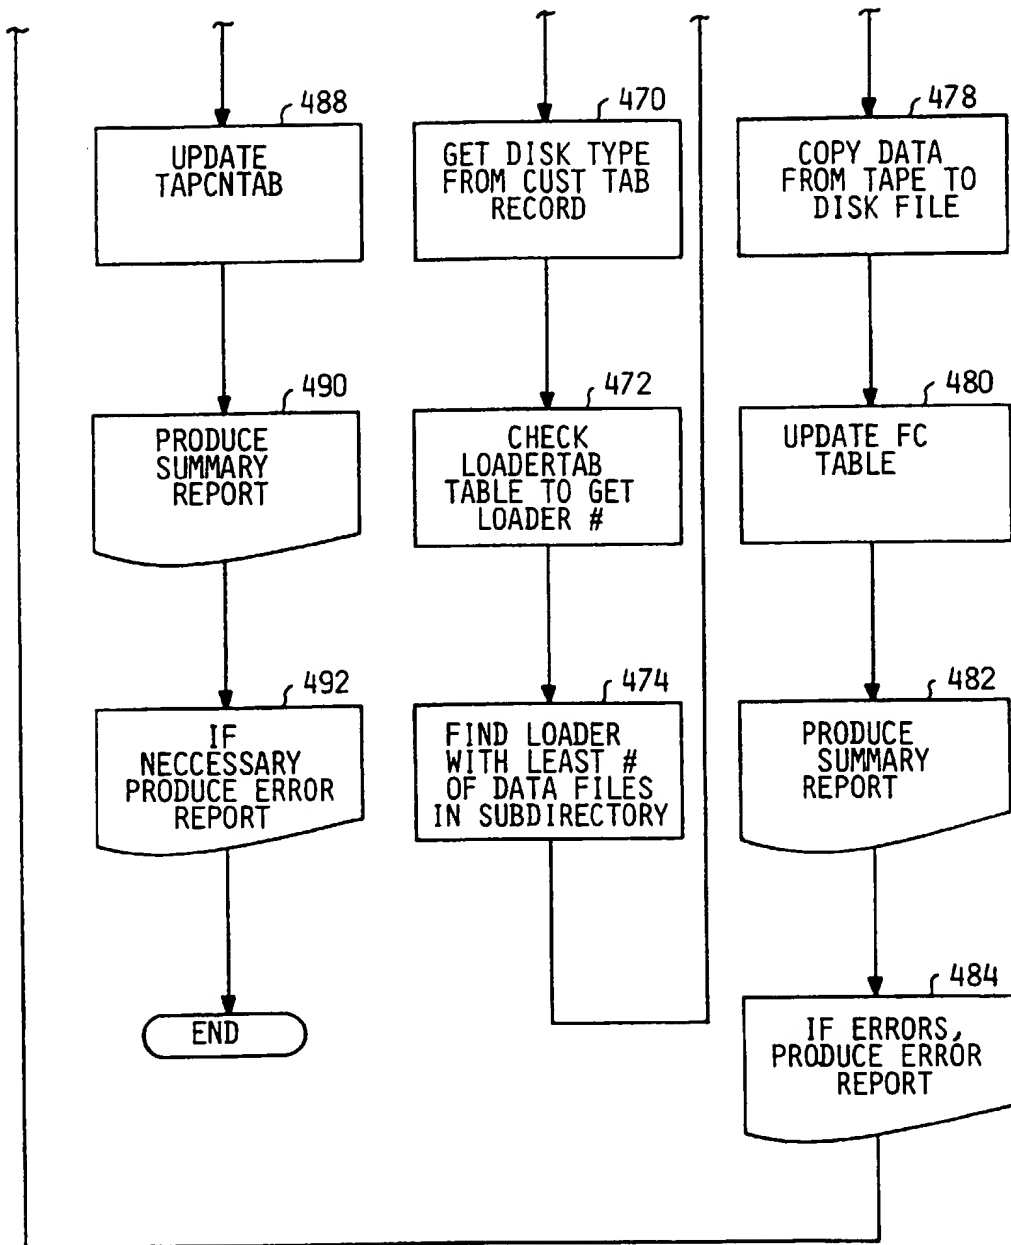 488
UPDATE
TAPCNTAB
490
PRODUCE
SUMMARY
REPORT
492
IF
NECCESSARY
PRODUCE ERROR
REPORT
END
470
GET DISK TYPE
FROM CUST TAB
RECORD
472
CHECK
LOADERTAB
TABLE TO GET
LOADER #
474
FIND LOADER
WITH LEAST #
OF DATA FILES
IN SUBDIRECTORY
478
COPY DATA
FROM TAPE TO
DISK FILE
480
UPDATE FC
TABLE
482
PRODUCE
SUMMARY
REPORT
484
IF ERRORS,
PRODUCE ERROR
REPORT